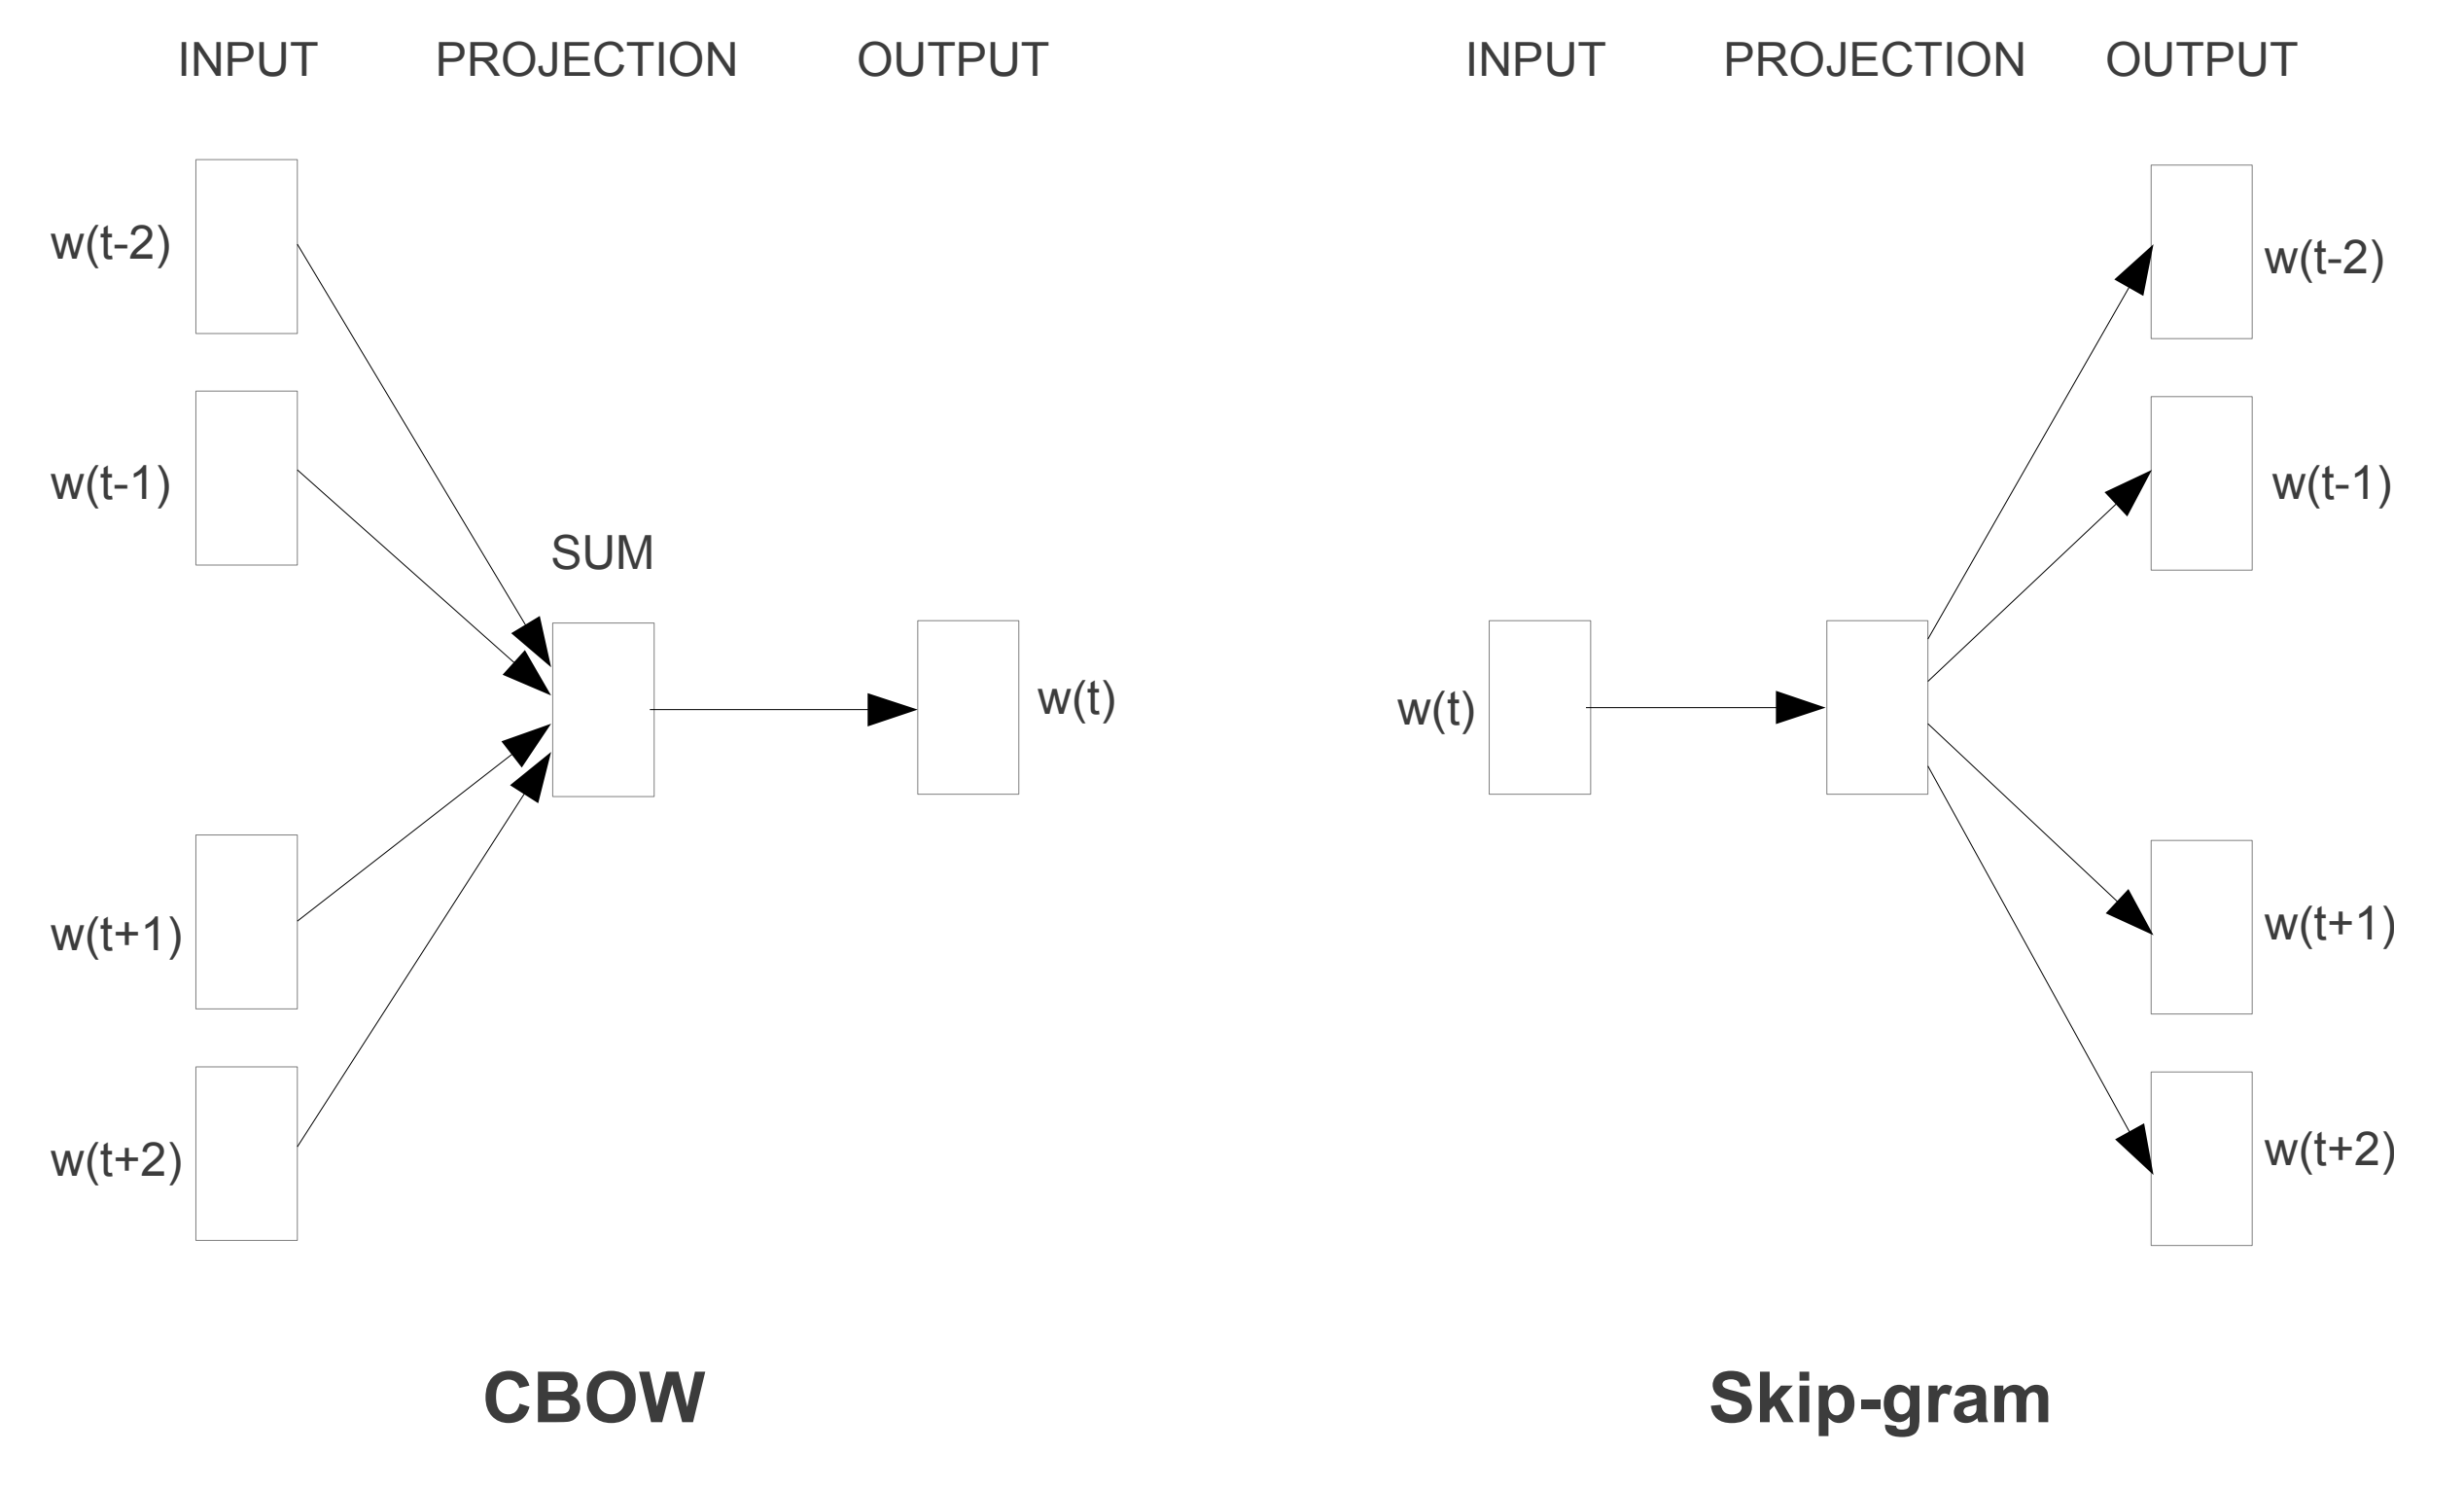 INPUT PROJECTION OUTPUT
w(t-2)
w(t-1)
SUM
w(t)
w(t+1)
w(t+2)
CBOW
INPUT PROJECTION OUTPUT
w(t-2)
w(t-1)
w(t)
w(t+1)
w(t+2)
Skip-gram